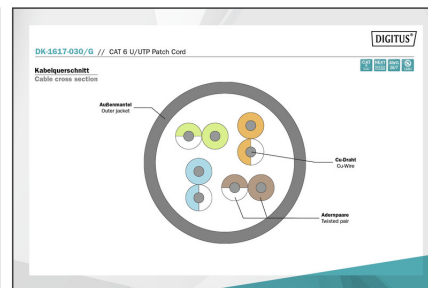 DIGITUS®
DK-1617-030/G // CAT 6 U/UTP Patch Cord
Kabelquerschnitt
Cable cross section
Außenmantel
Outer jacket
Cu-Draht
Cu-Wire
Adernpaare
Twisted pair